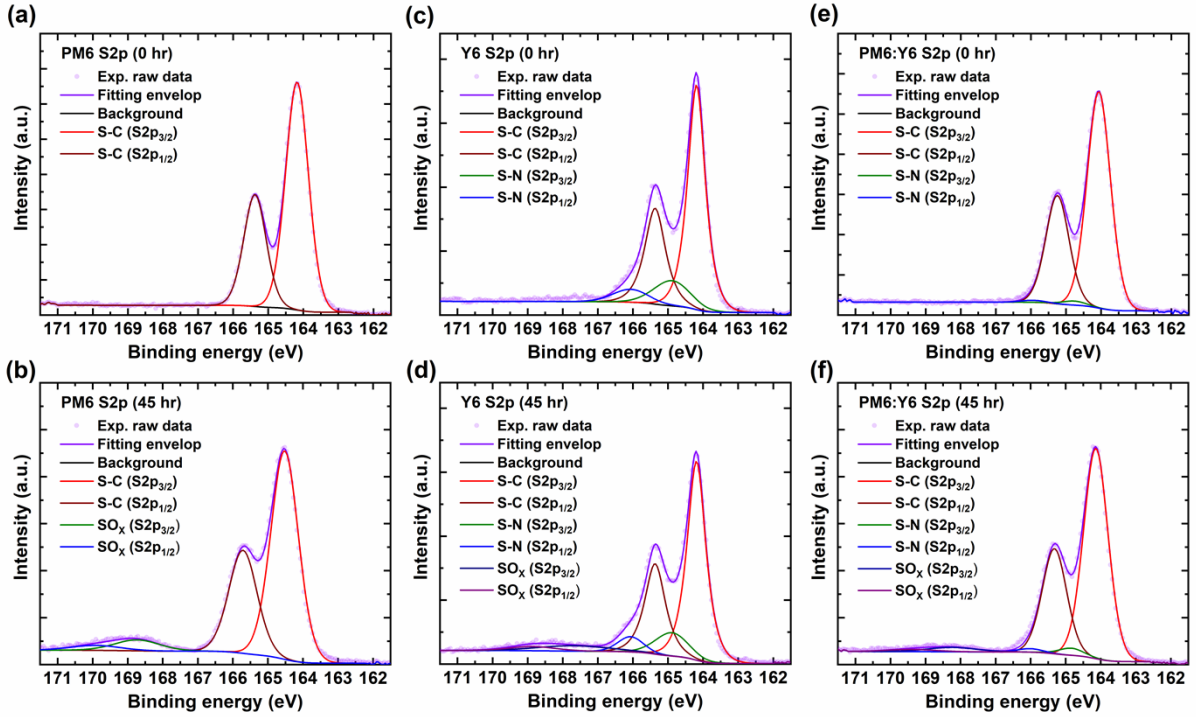 (a)
PM6 S2p (0 hr)
Exp. raw data
Fitting envelop
Background
S-C (S2p3/2)
S-C (S2p1/2)
Intensity (a.u.)
171 170 169 168 167 166 165 164 163 162
Binding energy (eV)
(c)
Y6 S2p (0 hr)
Exp. raw data
Fitting envelop
Background
S-C (S2p3/2)
S-C (S2p1/2)
S-N (S2p3/2)
S-N (S2p1/2)
Intensity (a.u.)
171 170 169 168 167 166 165 164 163 162
Binding energy (eV)
(e)
PM6:Y6 S2p (0 hr)
Exp. raw data
Fitting envelop
Background
S-C (S2p3/2)
S-C (S2p1/2)
S-N (S2p3/2)
S-N (S2p1/2)
Intensity (a.u.)
171 170 169 168 167 166 165 164 163 162
Binding energy (eV)
(b)
PM6 S2p (45 hr)
Exp. raw data
Fitting envelop
Background
S-C (S2p3/2)
S-C (S2p1/2)
SOX (S2p3/2)
SOX (S2p1/2)
Intensity (a.u.)
171 170 169 168 167 166 165 164 163 162
Binding energy (eV)
(d)
Y6 S2p (45 hr)
Exp. raw data
Fitting envelop
Background
S-C (S2p3/2)
S-C (S2p1/2)
S-N (S2p3/2)
S-N (S2p1/2)
SOX (S2p3/2)
SOX (S2p1/2)
Intensity (a.u.)
171 170 169 168 167 166 165 164 163 162
Binding energy (eV)
(f)
PM6:Y6 S2p (45 hr)
Exp. raw data
Fitting envelop
Background
S-C (S2p3/2)
S-C (S2p1/2)
S-N (S2p3/2)
S-N (S2p1/2)
SOX (S2p3/2)
SOX (S2p1/2)
Intensity (a.u.)
171 170 169 168 167 166 165 164 163 162
Binding energy (eV)